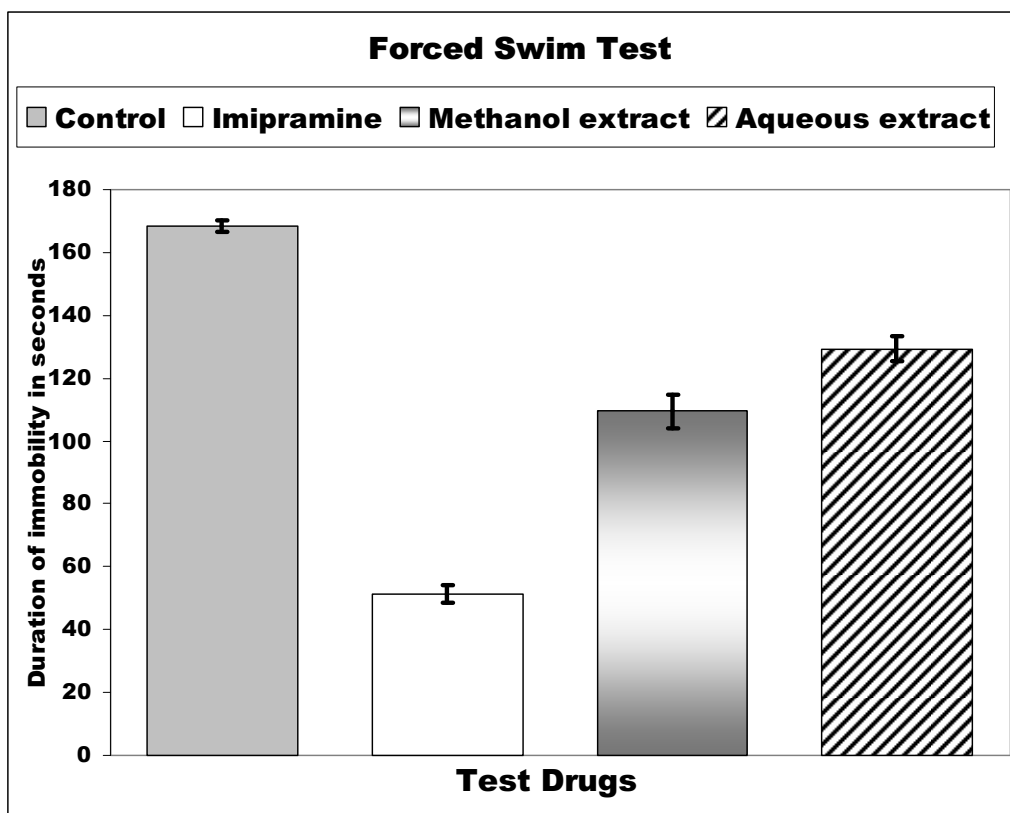 Forced Swim Test
Control Imipramine Methanol extract Aqueous extract
Duration of immobility in seconds
180
160
140
120
100
80
60
40
20
0
Test Drugs